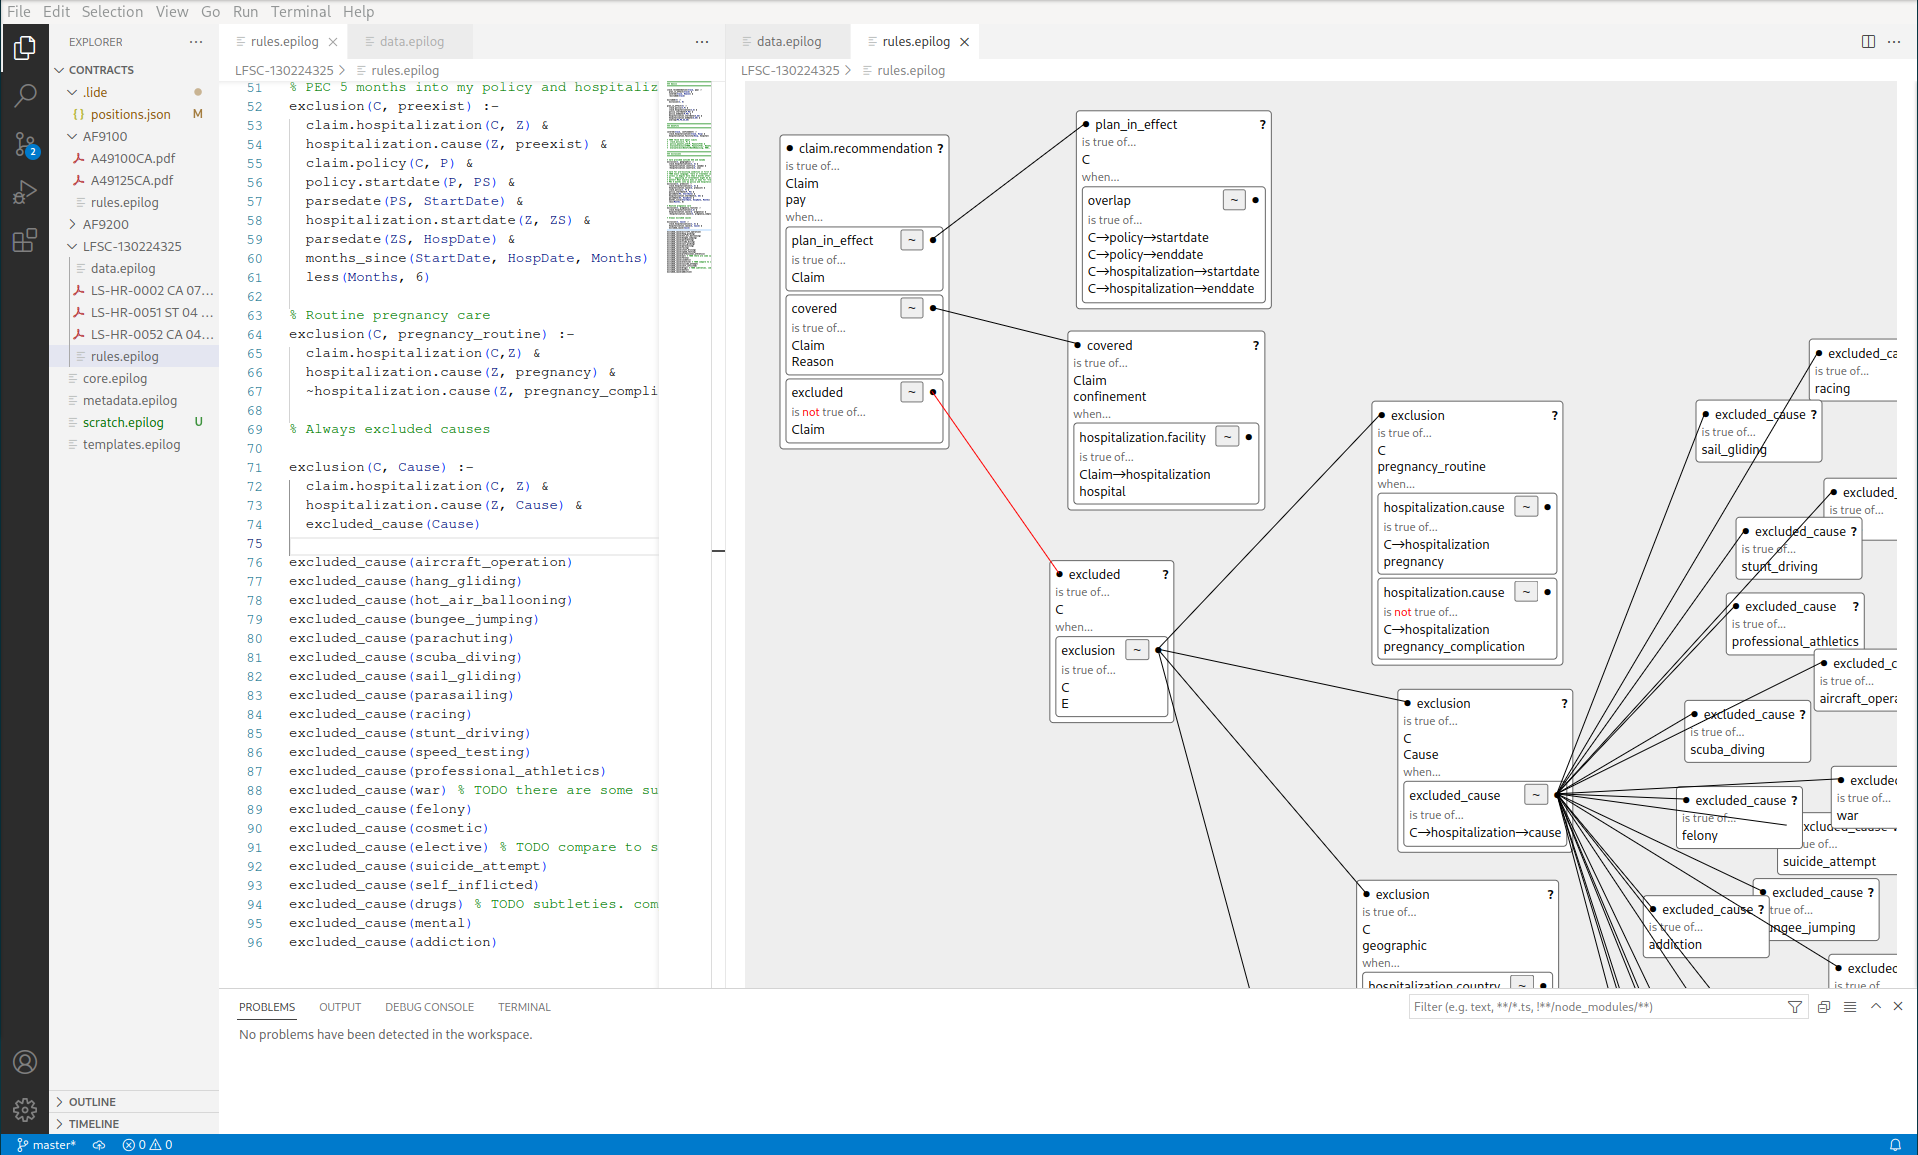 File Edit Selection View Go Run Terminal Help
EXPLORER
CONTRACTS
.lide
positions.json M
AF9100
A49100CA.pdf
A49125CA.pdf
rules.epilog
AF9200
LFSC-130224325
data.epilog
LS-HR-0002 CA 07...
LS-HR-0051 ST 04 ...
LS-HR-0052 CA 04...
rules.epilog
core.epilog
metadata.epilog
scratch.epilog U
templates.epilog
OUTLINE
TIMELINE
2
rules.epilog data.epilog
LFSC-130224325 > rules.epilog
51 % PEC 5 months into my policy and hospitaliz
52 exclusion(C, preexist) :-
53 claim.hospitalization(C, Z) &
54 hospitalization.cause(Z, preexist) &
55 claim.policy(C, P) &
56 policy.startdate(P, PS) &
57 parsedate(PS, StartDate) &
58 hospitalization.startdate(Z, ZS) &
59 parsedate(ZS, HospDate) &
60 months_since(StartDate, HospDate, Months)
61 less(Months, 6)
62
63 % Routine pregnancy care
64 exclusion(C, pregnancy_routine) :-
65 claim.hospitalization(C,Z) &
66 hospitalization.cause(Z, pregnancy) &
67 ~hospitalization.cause(Z, pregnancy_compli
68
69 % Always excluded causes
70
71 exclusion(C, Cause) :-
72 claim.hospitalization(C, Z) &
73 hospitalization.cause(Z, Cause) &
74 excluded_cause(Cause)
75
76 excluded_cause(aircraft_operation)
77 excluded_cause(hang_gliding)
78 excluded_cause(hot_air_ballooning)
79 excluded_cause(bungee_jumping)
80 excluded_cause(parachuting)
81 excluded_cause(scuba_diving)
82 excluded_cause(sail_gliding)
83 excluded_cause(parasailing)
84 excluded_cause(racing)
85 excluded_cause(stunt_driving)
86 excluded_cause(speed_testing)
87 excluded_cause(professional_athletics)
88 excluded_cause(war) % TODO there are some su
89 excluded_cause(felony)
90 excluded_cause(cosmetic)
91 excluded_cause(elective) % TODO compare to s
92 excluded_cause(suicide_attempt)
93 excluded_cause(self_inflicted)
94 excluded_cause(drugs) % TODO subtleties. com
95 excluded_cause(mental)
96 excluded_cause(addiction)
data.epilog rules.epilog
LFSC-130224325 > rules.epilog
claim.recommendation ?
is true of...
Claim
pay
when...
plan_in_effect ~
is true of...
Claim
covered ~
is true of...
Claim
Reason
excluded ~
is not true of...
Claim
plan_in_effect ?
is true of...
C
when...
overlap ~
is true of...
C→policy→startdate
C→policy→enddate
C→hospitalization→startdate
C→hospitalization→enddate
covered ?
is true of...
Claim
confinement
when...
hospitalization.facility ~
is true of...
Claim→hospitalization
hospital
excluded ?
is true of...
C
when...
exclusion ~
is true of...
C
E
exclusion ?
is true of...
C
pregnancy_routine
when...
hospitalization.cause ~
is true of...
C→hospitalization
pregnancy
hospitalization.cause ~
is not true of...
C→hospitalization
pregnancy_complication
exclusion ?
is true of...
C
Cause
when...
excluded_cause ~
is true of...
C→hospitalization→cause
exclusion ?
is true of...
C
geographic
when...
hospitalization.country ~
excluded_ca
is true of...
racing
excluded_cause ?
is true of...
sail_gliding
excluded_
is true of...
excluded_cause ?
is true of...
stunt_driving
excluded_cause ?
is true of...
professional_athletics
excluded_c
is true of...
aircraft_opera
excluded_cause ?
is true of...
scuba_diving
excluded
is true of...
war
excluded_cause ?
is true of...
felony
xcluded_cause
ue of...
suicide_attempt
excluded_cause ?
true of...
ngee_jumping
excluded_cause ?
is true of...
addiction
excluded
is true of...
PROBLEMS OUTPUT DEBUG CONSOLE TERMINAL
Filter (e.g. text, **/*.ts, !**/node_modules/**)
No problems have been detected in the workspace.
master* 0 0